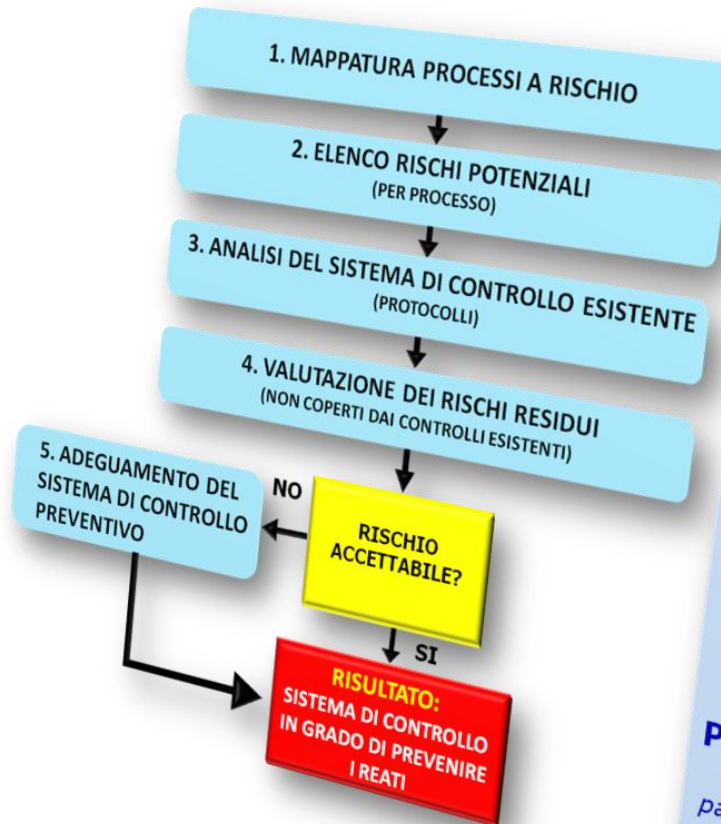 1. MAPPATURA PROCESSI A RISCHIO
2. ELENCO RISCHI POTENZIALI
(PER PROCESSO)
3. ANALISI DEL SISTEMA DI CONTROLLO ESISTENTE
(PROTOCOLLI)
4. VALUTAZIONE DEI RISCHI RESIDUI
(NON COPERTI DAI CONTROLLI ESISTENTI)
5. ADEGUAMENTO DEL
SISTEMA DI CONTROLLO
PREVENTIVO
NO
RISCHIO
ACCETTABILE?
SI
RISULTATO:
SISTEMA DI CONTROLLO
IN GRADO DI PREVENIRE
I REATI